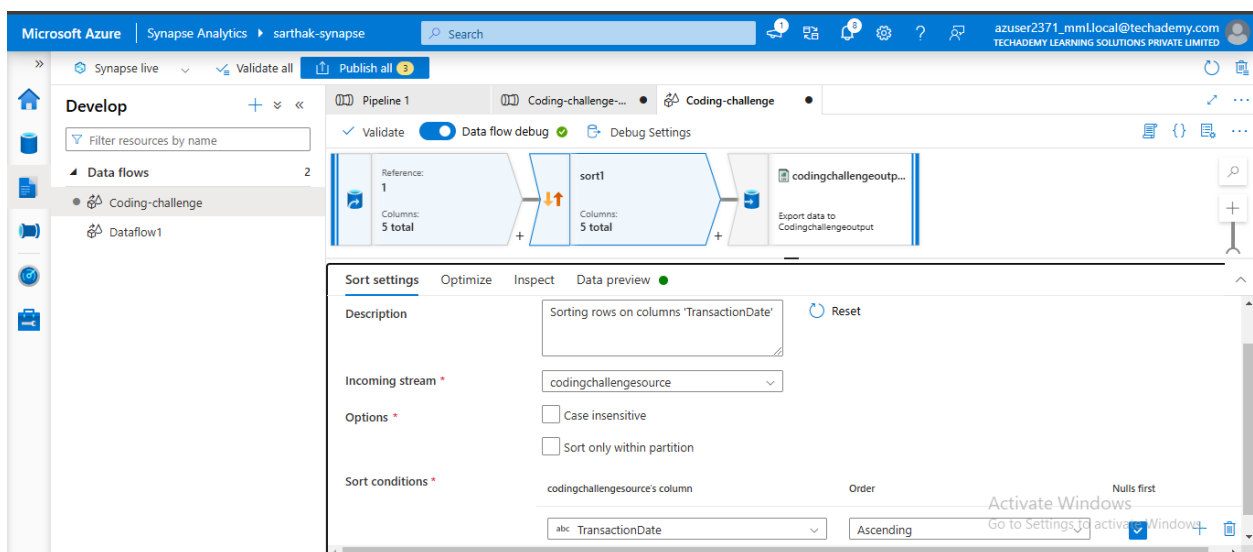 Microsoft Azure Synapse Analytics sarthak-synapse Search 1 8 ? azuser2371_mml.local@techademy.com
TECHADEMY LEARNING SOLUTIONS PRIVATE LIMITED
» Synapse live Validate all Publish all 3
Develop + «
Filter resources by name
Data flows 2
Coding-challenge
Dataflow1
Pipeline 1 Coding-challenge-... Coding-challenge
Validate Data flow debug Debug Settings {} ...
Reference:
1
Columns:
5 total
+
sort1
Columns:
5 total
+
codingchallengeoutp...
Export data to
Codingchallengeoutput
Sort settings Optimize Inspect Data preview
Description Sorting rows on columns 'TransactionDate' Reset
Incoming stream * codingchallengesource
Options * Case insensitive
Sort only within partition
Sort conditions * codingchallengesource's column Order Nulls first
abc TransactionDate Ascending
Activate Windows
Go to Settings to activate Windows